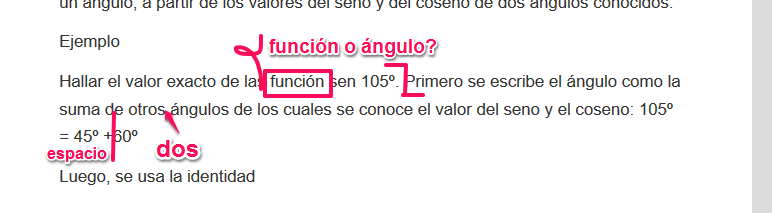 un ángulo, a partir de los valores del seno y del coseno de dos ángulos conocidos.
Ejemplo
función o ángulo?
Hallar el valor exacto de las función sen 105º. Primero se escribe el ángulo como la
suma de otros ángulos de los cuales se conoce el valor del seno y el coseno: 105º
= 45º +60º
espacio
dos
Luego, se usa la identidad